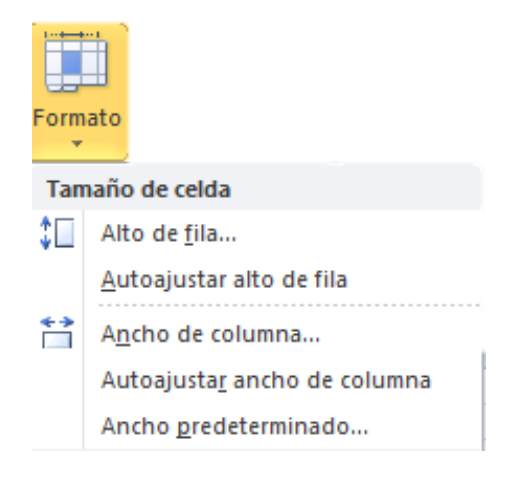 Formato
Tamaño de celda
Alto de fila...
Autoajustar alto de fila
Ancho de columna...
Autoajustar ancho de columna
Ancho predeterminado...